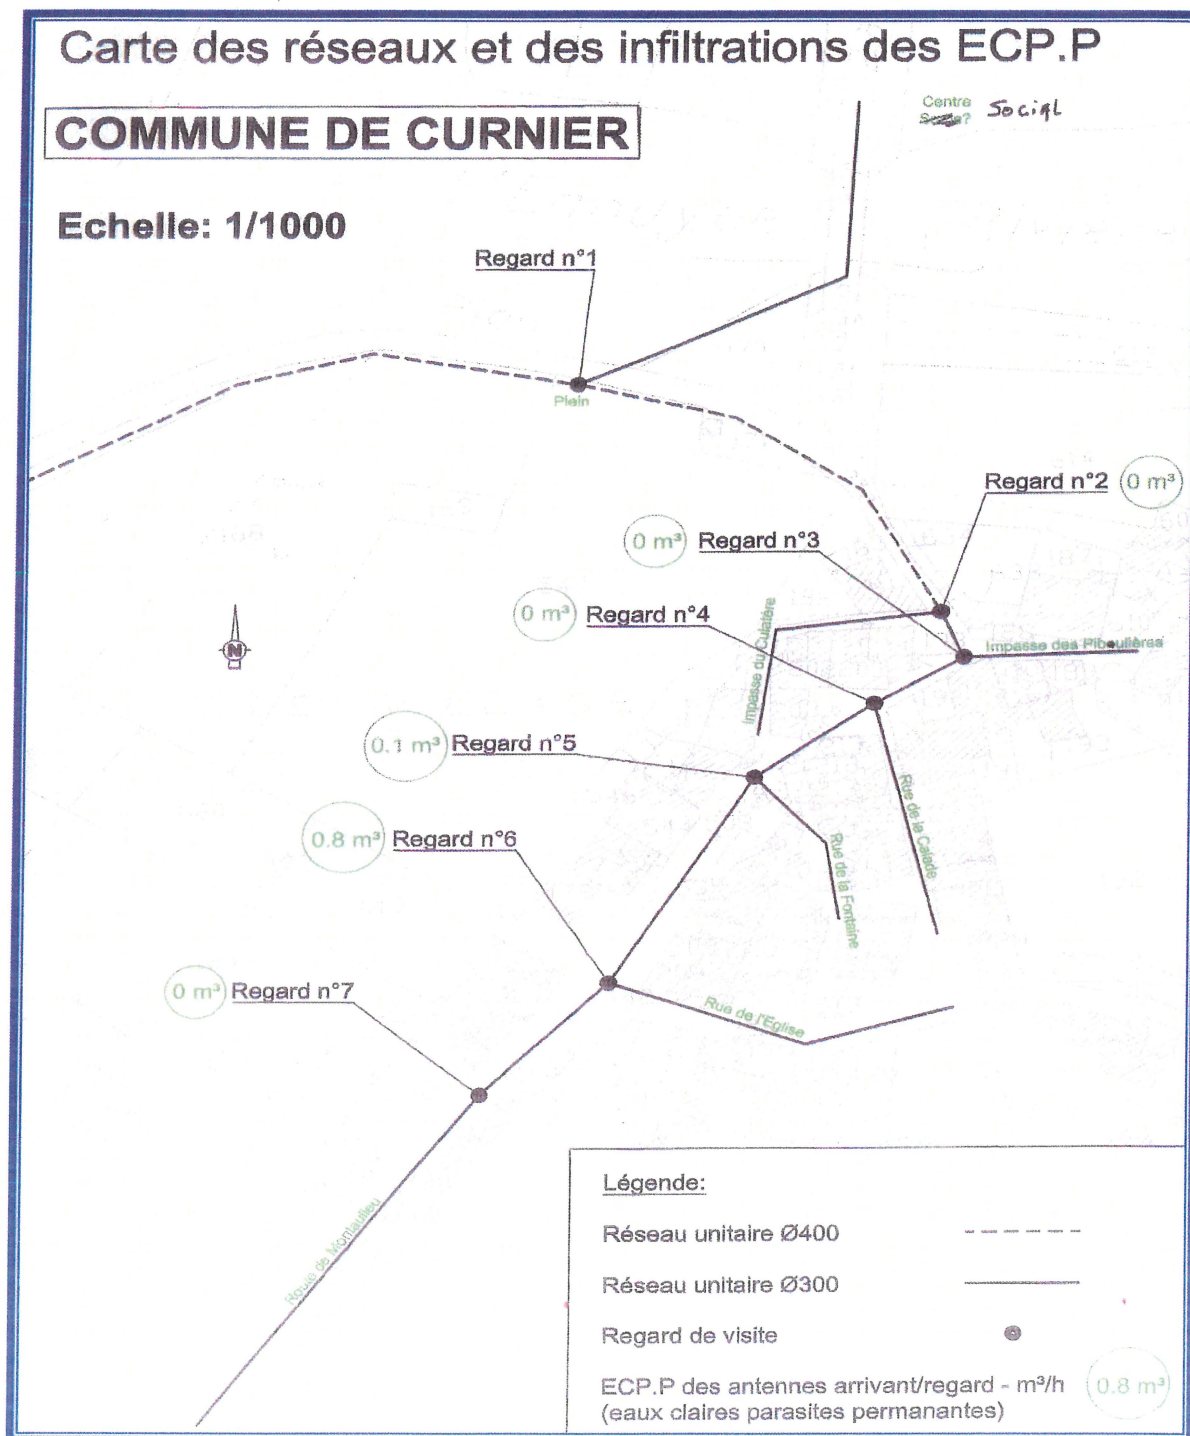 Carte des réseaux et des infiltrations des ECP.P
COMMUNE DE CURNIER
Centre
Social
Echelle: 1/1000
Regard n°1
Plein
Regard n°2
0 m³
0 m³
Regard n°3
0 m³
Regard n°4
Impasse du Culatère
Impasse des Piboulières
0.1 m³
Regard n°5
Rue de la Calade
0.8 m³
Regard n°6
Rue de la Fontaine
0 m³
Regard n°7
Rue de l'Eglise
Route de Montaulieu
Légende:
Réseau unitaire Ø400
Réseau unitaire Ø300
Regard de visite
ECP.P des antennes arrivant/regard - m³/h
0.8 m³
(eaux claires parasites permanantes)
N